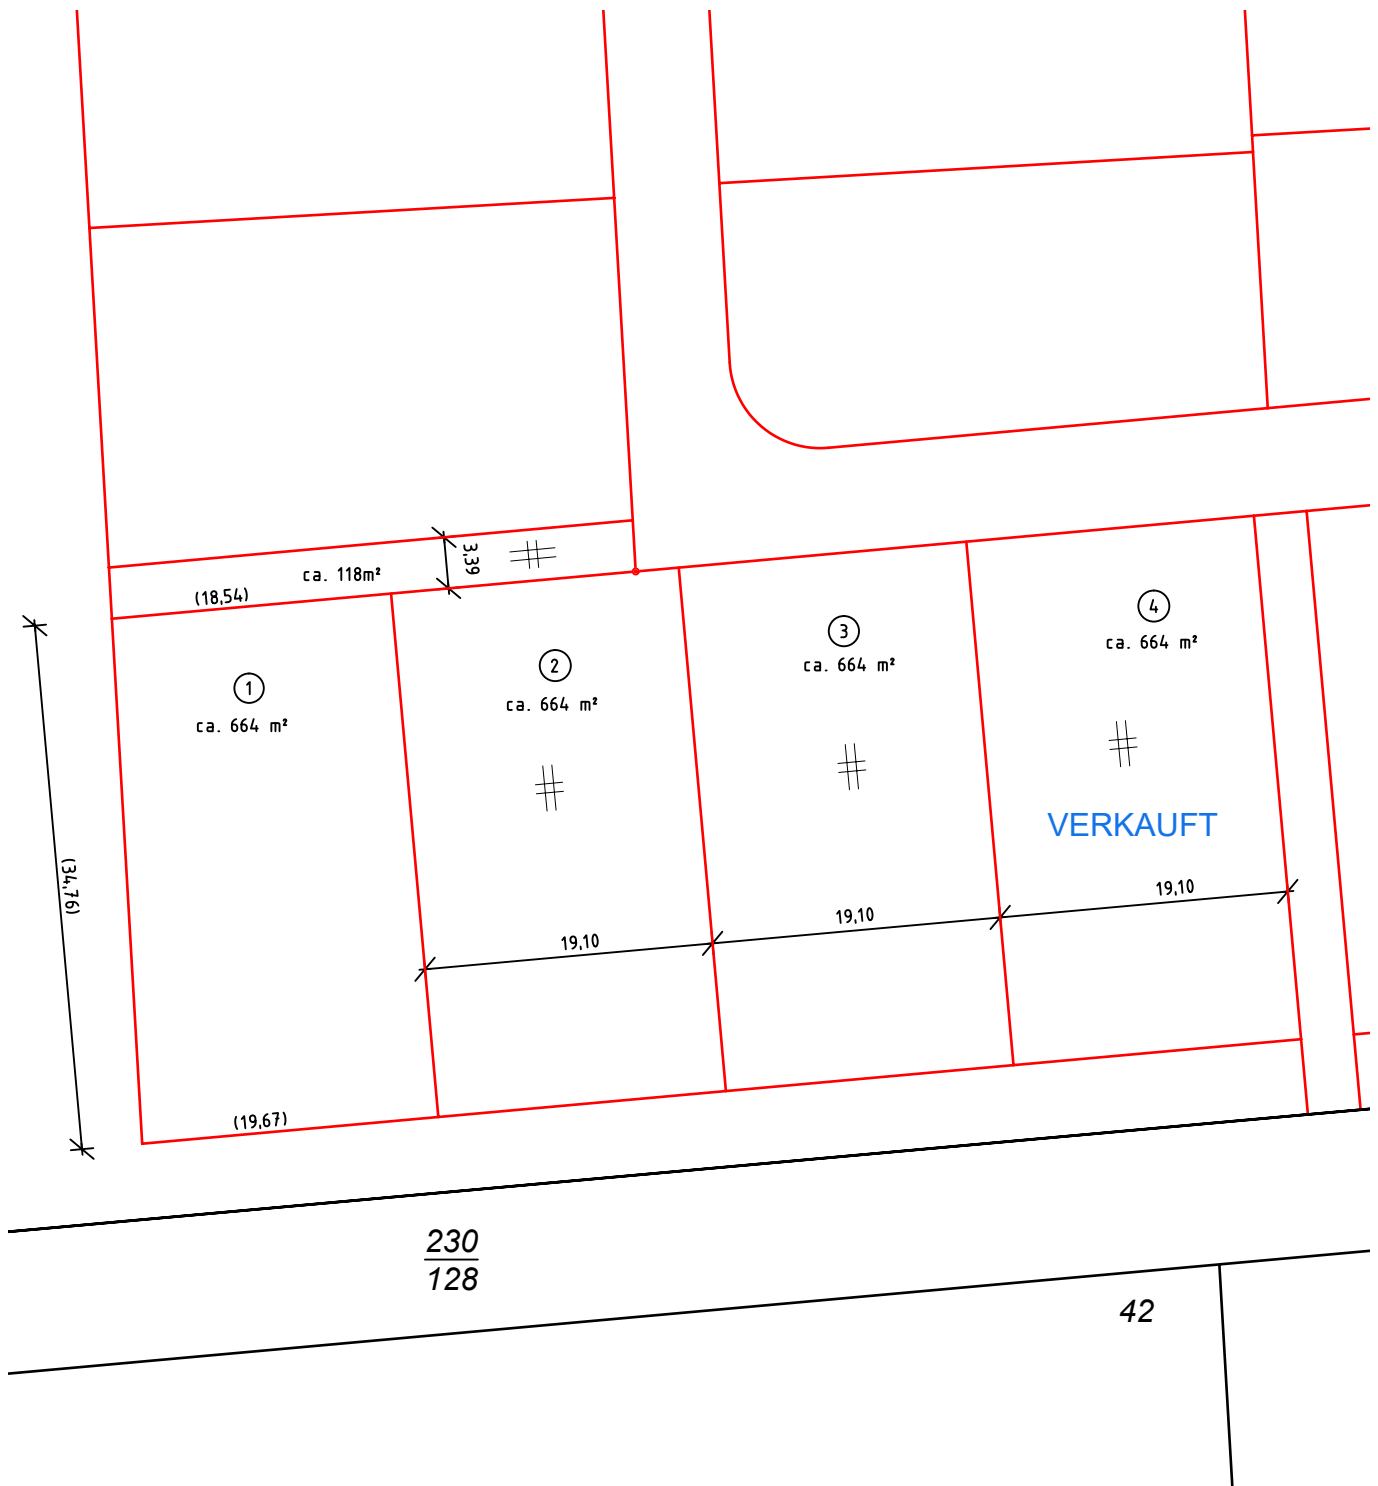 3,39
ca. 118m²
(18,54)
1
ca. 664 m²
2
ca. 664 m²
3
ca. 664 m²
4
ca. 664 m²
VERKAUFT
(34,76)
19,10
19,10
19,10
(19,67)
230
128
42